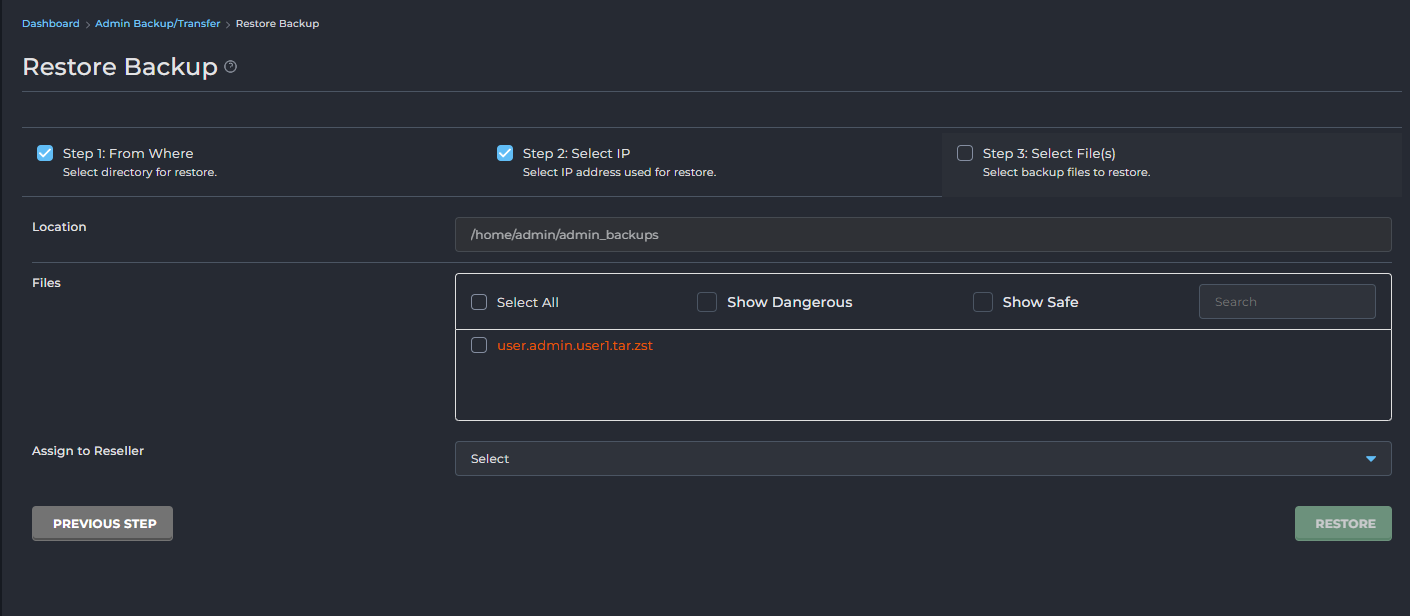 Dashboard > Admin Backup/Transfer > Restore Backup
Restore Backup
Step 1: From Where
Select directory for restore.
Step 2: Select IP
Select IP address used for restore.
Step 3: Select File(s)
Select backup files to restore.
Location
/home/admin/admin_backups
Files
Select All
Show Dangerous
Show Safe
Search
user.admin.user1.tar.zst
Assign to Reseller
Select
PREVIOUS STEP
RESTORE